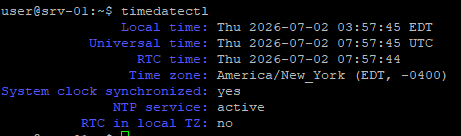 user@srv-01:~$ timedatectl
Local time: Thu 2026-07-02 03:57:45 EDT
Universal time: Thu 2026-07-02 07:57:45 UTC
RTC time: Thu 2026-07-02 07:57:44
Time zone: America/New_York (EDT, -0400)
System clock synchronized: yes
NTP service: active
RTC in local TZ: no